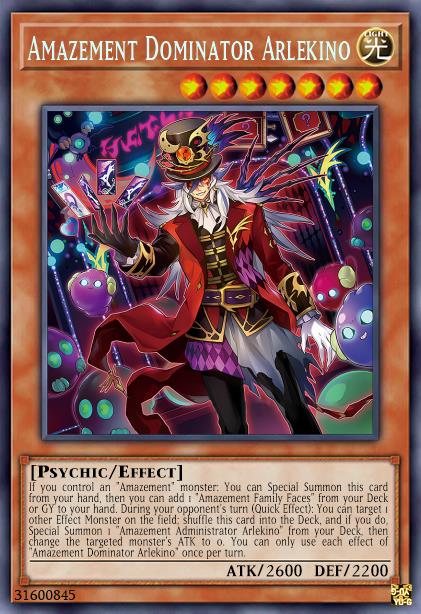 AMAZEMENT DOMINATOR ARLEKINO
LIGHT
光
[PSYCHIC/EFFECT]
If you control an "Amazement" monster: You can Special Summon this card
from your hand, then you can add 1 "Amazement Family Faces" from your Deck
or GY to your hand. During your opponent's turn (Quick Effect): You can target 1
other Effect Monster on the field; shuffle this card into the Deck, and if you do,
Special Summon 1 "Amazement Administrator Arlekino" from your Deck, then
change the targeted monster's ATK to 0. You can only use each effect of
"Amazement Dominator Arlekino" once per turn.
ATK/2600 DEF/2200
31600845